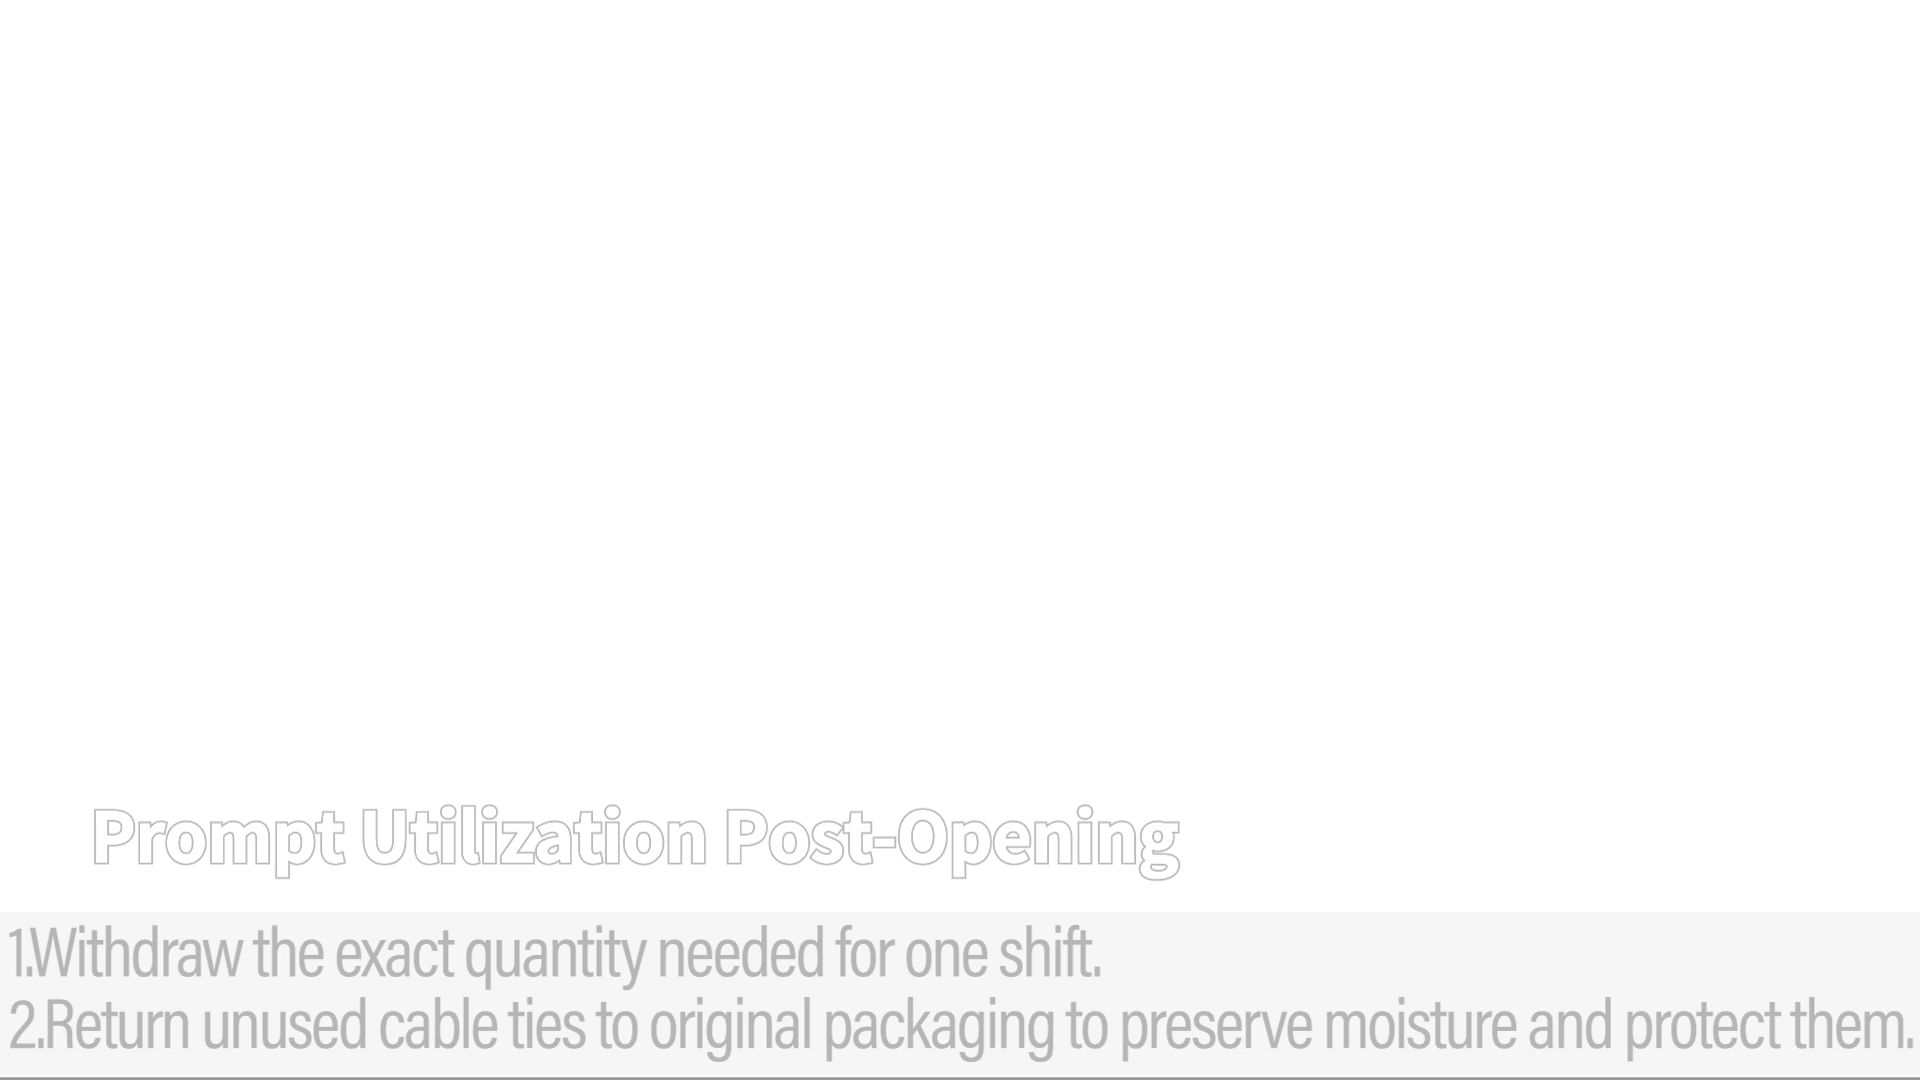 Prompt Utilization Post-Opening
1.Withdraw the exact quantity needed for one shift.
2.Return unused cable ties to original packaging to preserve moisture and protect them.